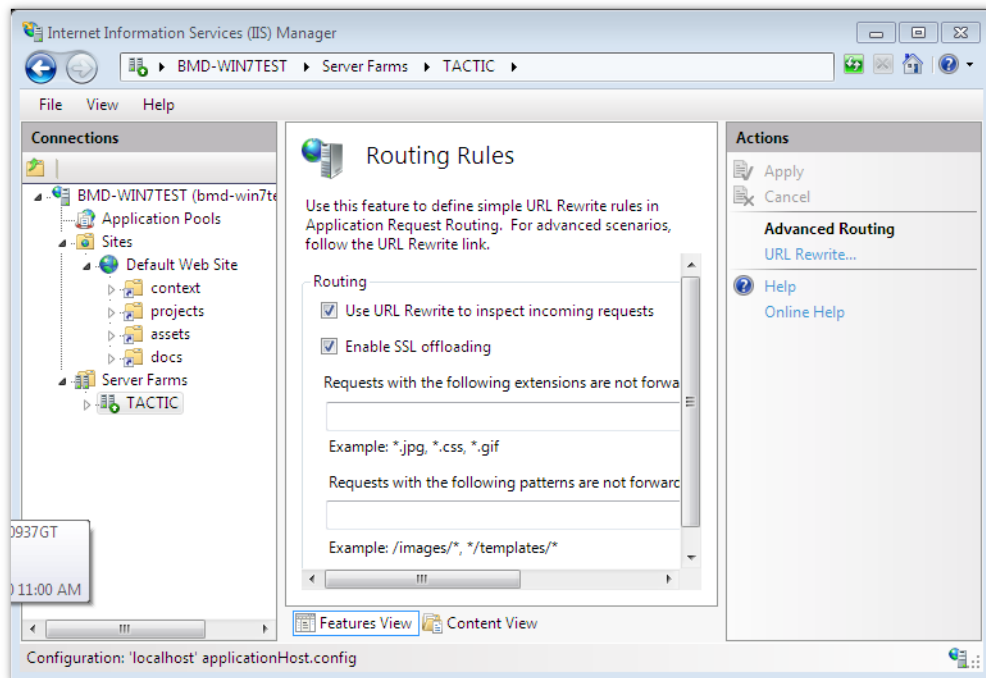 Internet Information Services (IIS) Manager
BMD-WIN7TEST Server Farms TACTIC
File View Help
Connections
BMD-WIN7TEST (bmd-win7te
Application Pools
Sites
Default Web Site
context
projects
assets
docs
Server Farms
TACTIC
0937GT
11:00 AM
Routing Rules
Use this feature to define simple URL Rewrite rules in
Application Request Routing. For advanced scenarios,
follow the URL Rewrite link.
Routing
Use URL Rewrite to inspect incoming requests
Enable SSL offloading
Requests with the following extensions are not forwa
Example: *.jpg, *.css, *.gif
Requests with the following patterns are not forward
Example: /images/*, */templates/*
Features View Content View
Actions
Apply
Cancel
Advanced Routing
URL Rewrite...
Help
Online Help
Configuration: 'localhost' applicationHost.config